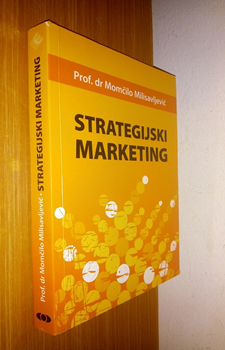 Prof. dr Momčilo Milisavljević
STRATEGIJSKI
MARKETING
Prof. dr Momčilo Milisavljević - STRATEGIJSKI MARKETING